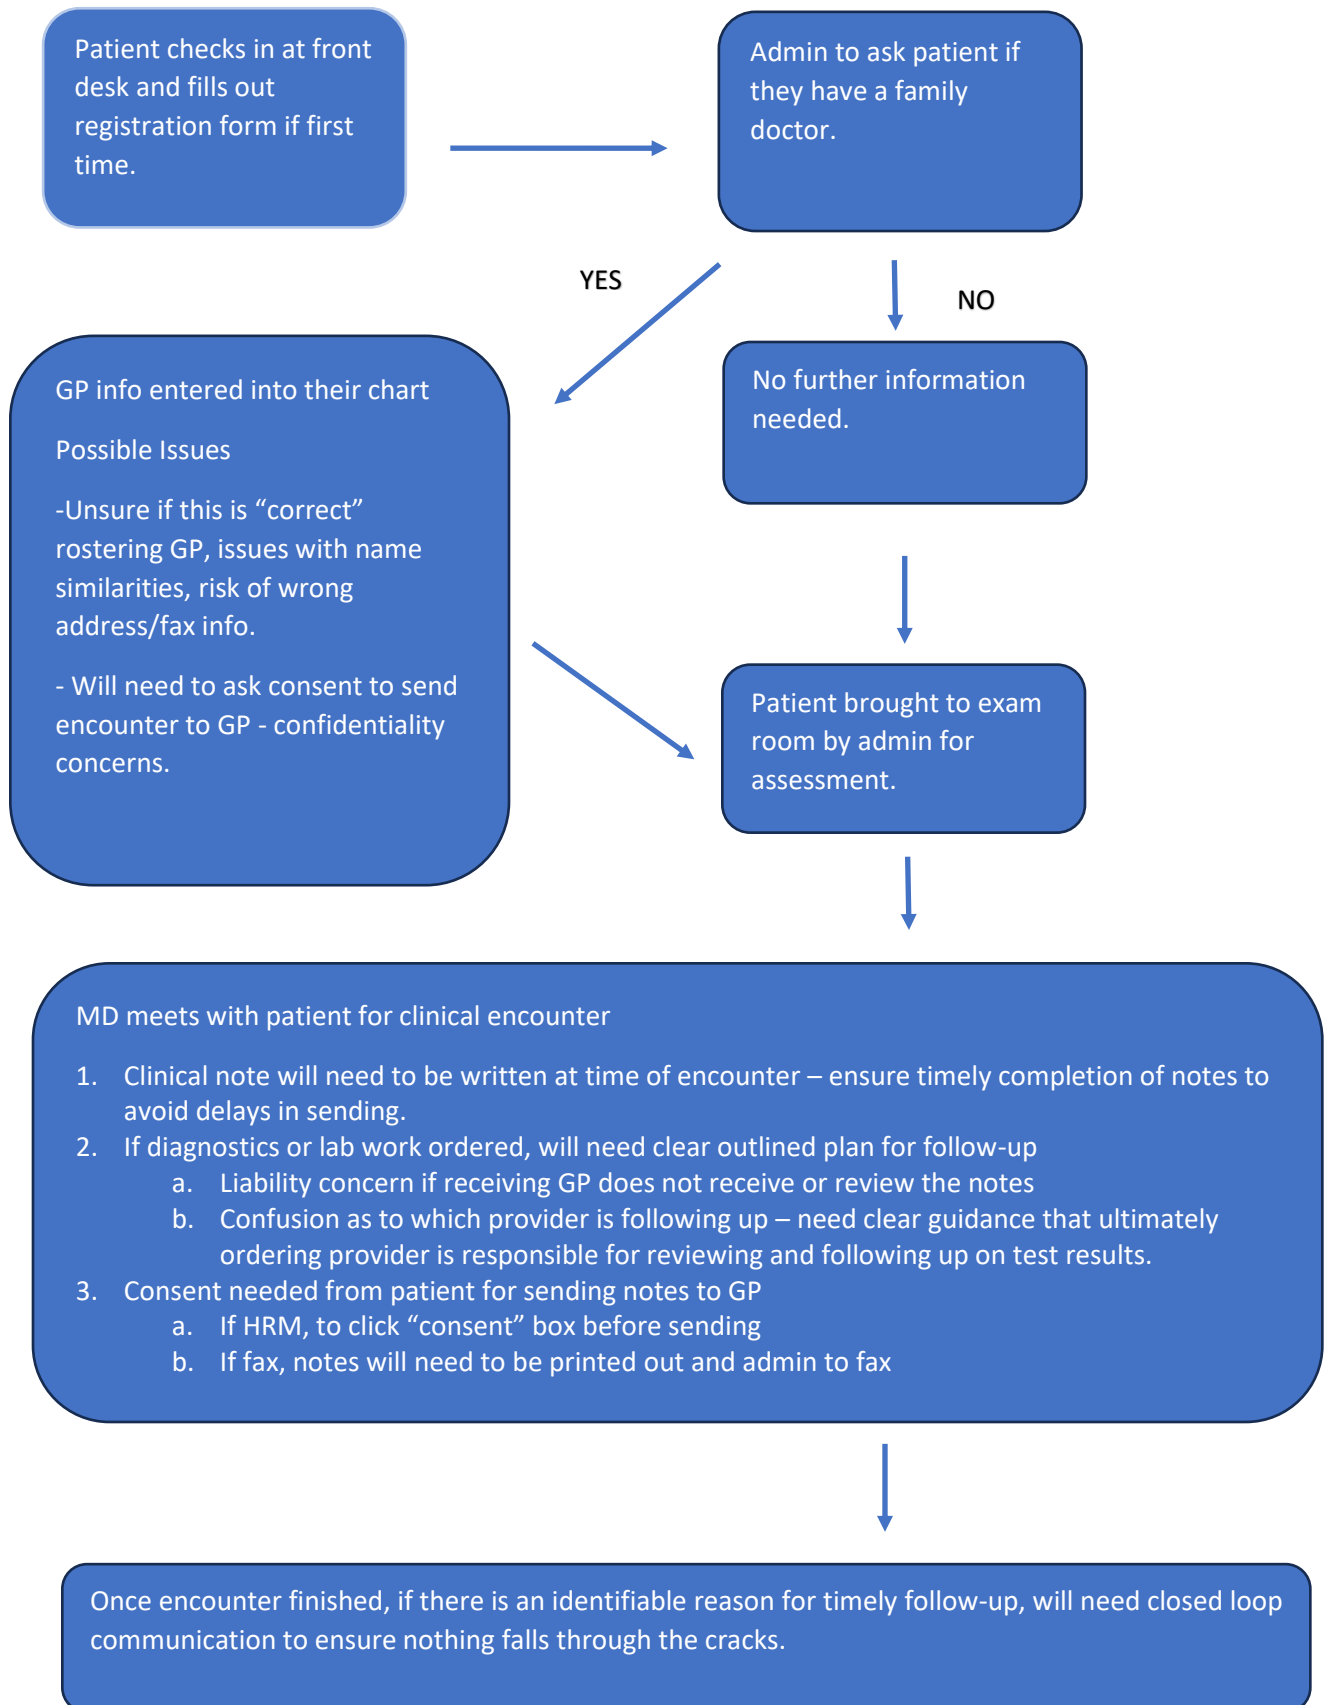 Patient checks in at front
desk and fills out
registration form if first
time.
Admin to ask patient if
they have a family
doctor.
YES
NO
GP info entered into their chart
Possible Issues
-Unsure if this is “correct”
rostering GP, issues with name
similarities, risk of wrong
address/fax info.
- Will need to ask consent to send
encounter to GP - confidentiality
concerns.
No further information
needed.
Patient brought to exam
room by admin for
assessment.
MD meets with patient for clinical encounter
1. Clinical note will need to be written at time of encounter – ensure timely completion of notes to
avoid delays in sending.
2. If diagnostics or lab work ordered, will need clear outlined plan for follow-up
a. Liability concern if receiving GP does not receive or review the notes
b. Confusion as to which provider is following up – need clear guidance that ultimately
ordering provider is responsible for reviewing and following up on test results.
3. Consent needed from patient for sending notes to GP
a. If HRM, to click “consent” box before sending
b. If fax, notes will need to be printed out and admin to fax
Once encounter finished, if there is an identifiable reason for timely follow-up, will need closed loop
communication to ensure nothing falls through the cracks.